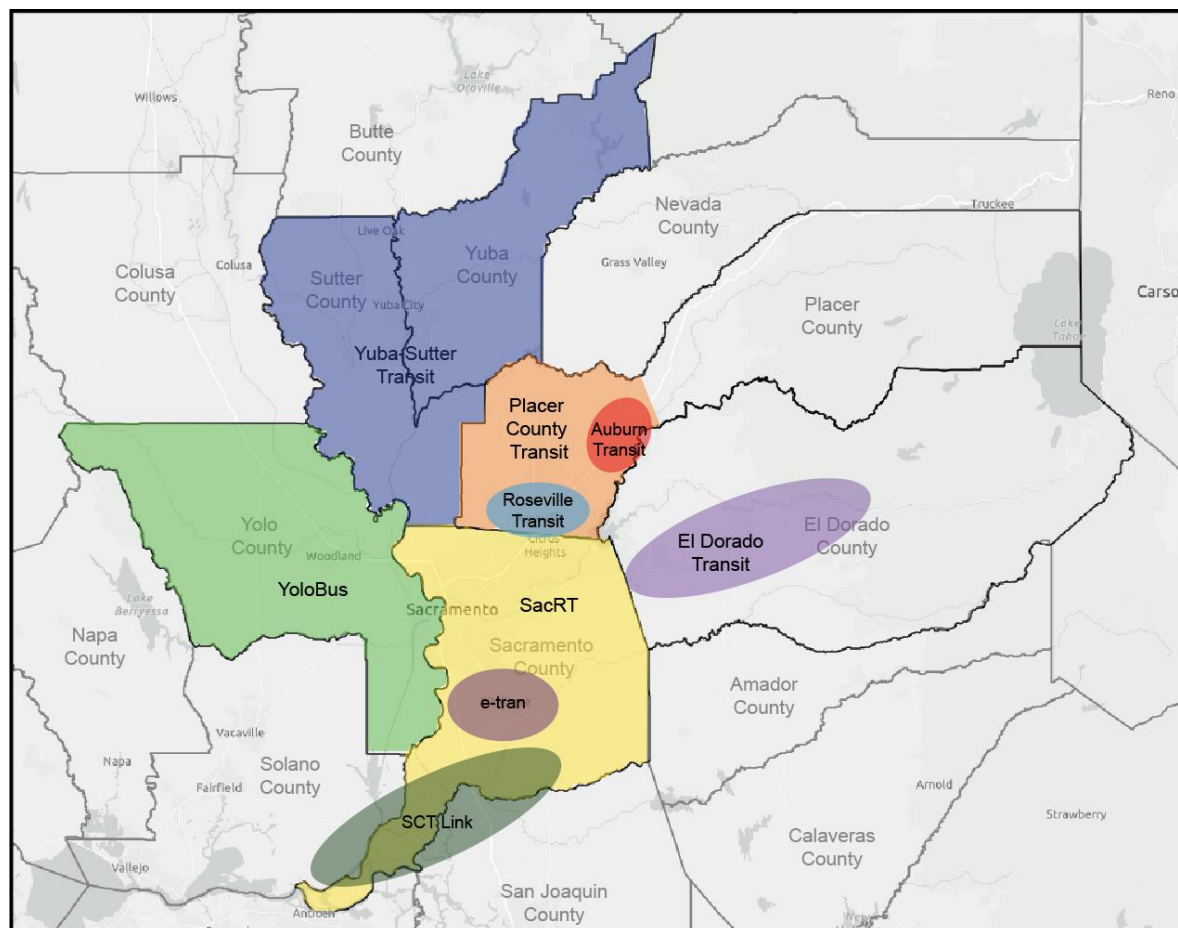 Willows
Lake
Oroville
Reno
Butte
County
Nevada
County
Truckee
Live Oak
Yuba
County
Grass Valley
Colusa
County
Colusa
Sutter
County
Yuba City
Placer
County
Carso
Lake
Tahoe
Yuba-Sutter
Transit
Placer
County
Transit
Auburn
Transit
Roseville
Transit
Citrus
Heights
El Dorado
County
El Dorado
Transit
Yolo
County
Woodland
YoloBus
Lake
Berryessa
Sacramento
SacRT
Sacramento
County
Napa
County
e-tran
Amador
County
Vacaville
Napa
Solano
County
Fairfield
Arnold
SCT Link
Strawberry
Calaveras
County
Vallejo
San Joaquin
County
Antioch